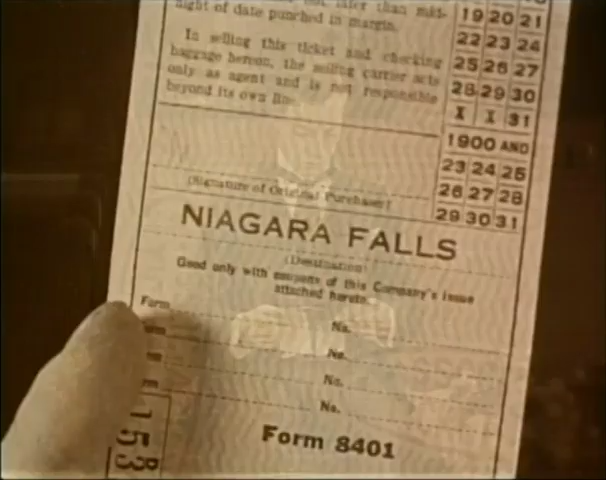 night of date punched in margin.
In selling this ticket and checking
baggage hereon, the selling carrier acts
only as agent and is not responsible
beyond its own line
(Signature of Original Purchaser)
19 20 21
22 23 24
25 26 27
28 29 30
X X 31
1900 AND
23 24 25
26 27 28
29 30 31
NIAGARA FALLS
(Destination)
Good only with coupons of this Company's issue
attached hereto.
Form No.
Form No.
No.
No.
Form 8401
153